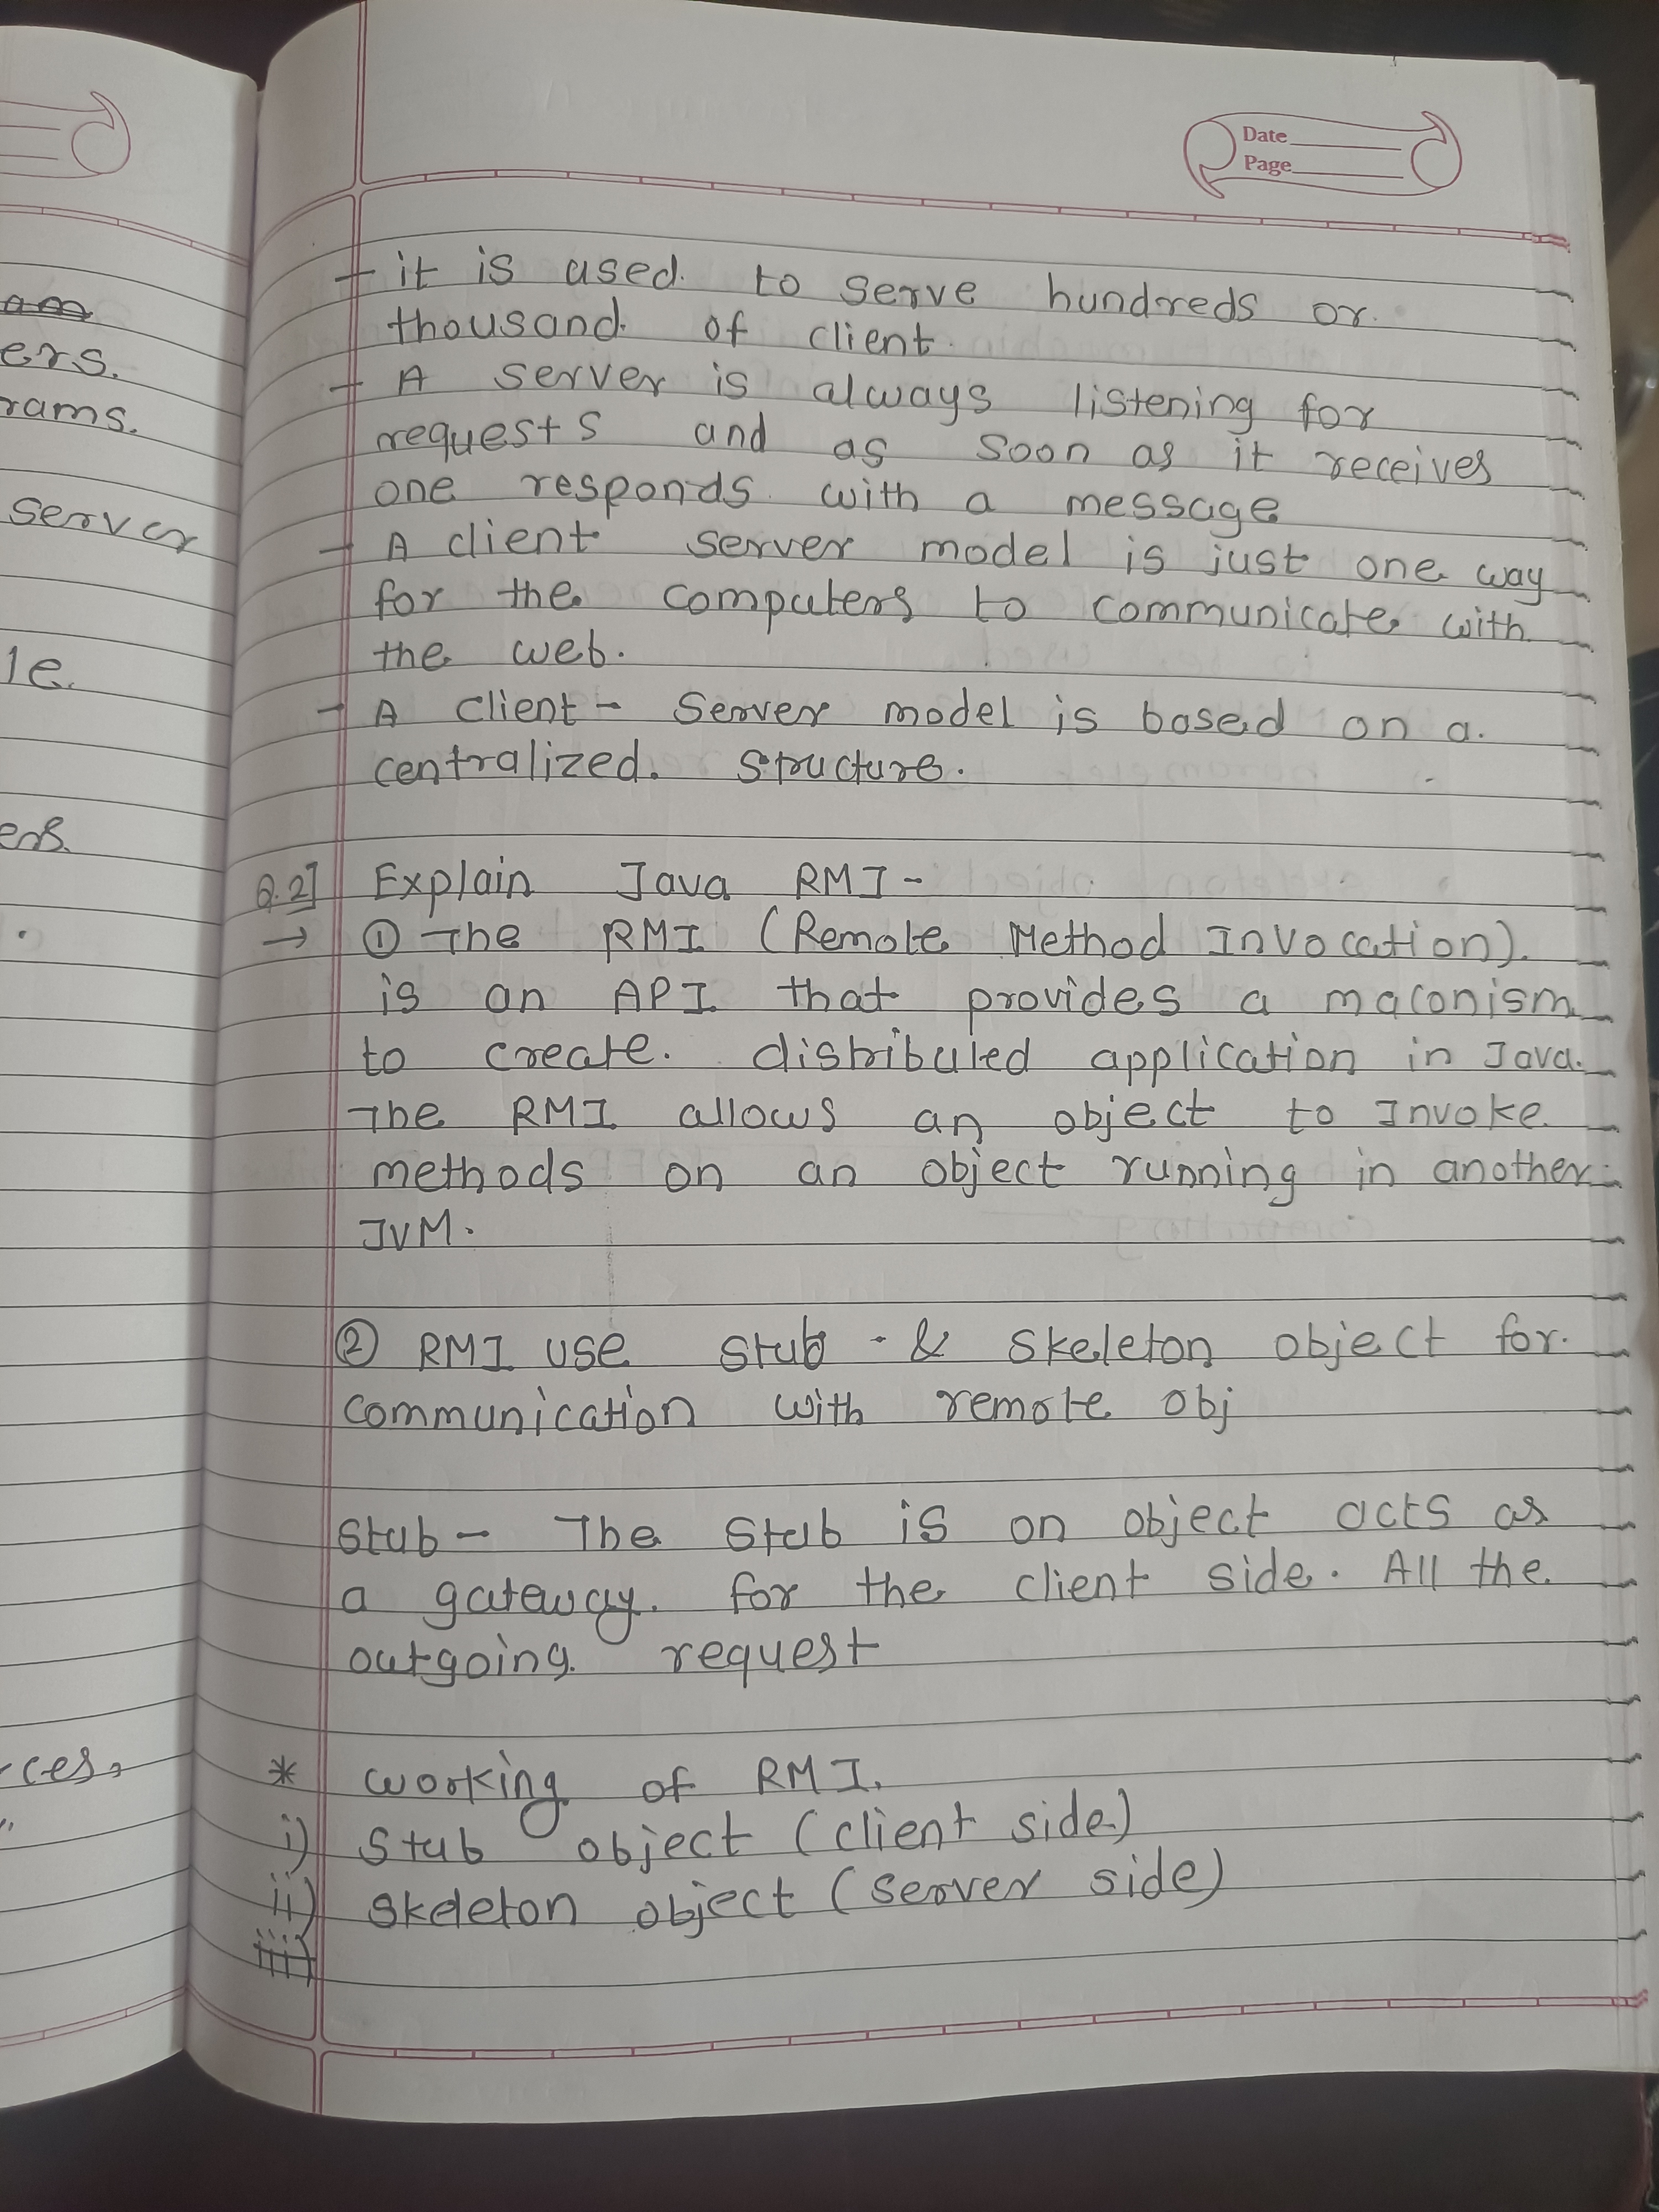 Date
Page
- it is used. to serve hundreds or.
thousand. of client.
- A server is always listening for
requests and as soon as it receives
one responds. with a message
- A client server model is just one way
for the computers to communicate with
the web.
- A client - Server model is based on a.
centralized. structure.
Q.2] Explain Java RMI -
→ ① The RMI (Remote Method Invocation).
is an API that provides a maconism
to create. distributed application in Java.
The RMI allows an object to Invoke
methods on an object running in another
JVM.
② RMI use stub - & skeleton object for.
communication with remote obj
Stub - The Stub is on object acts as
a gateway. for the client side. All the
outgoing. request
* working of RMI.
i) Stub object (client side)
ii) skeleton object (server side)
iii)
ers.
rams.
server
le.
ers.
ces,